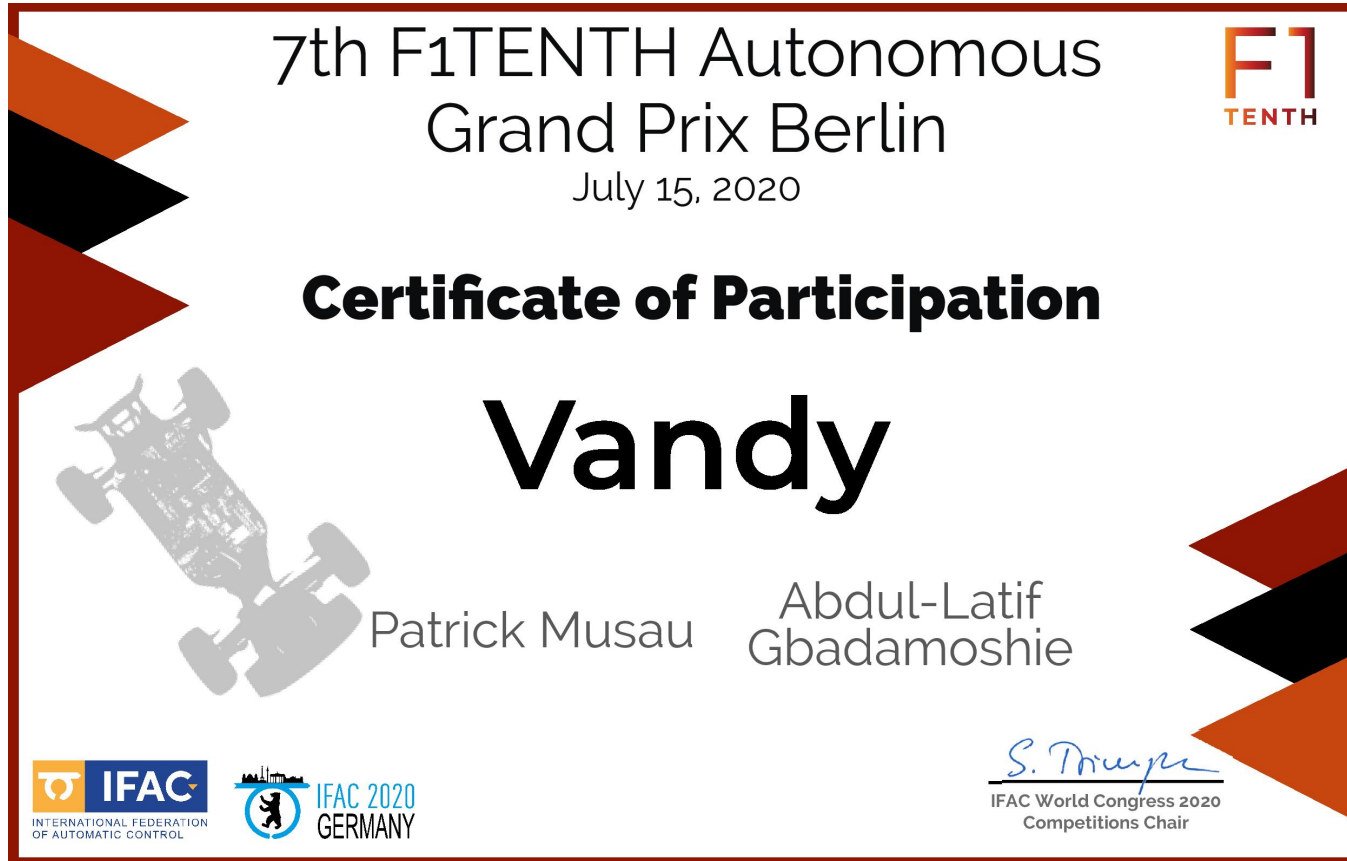 7th F1TENTH Autonomous
Grand Prix Berlin
July 15, 2020
F1
TENTH
Certificate of Participation
Vandy
Patrick Musau
Abdul-Latif
Gbadamoshie
IFAC
INTERNATIONAL FEDERATION
OF AUTOMATIC CONTROL
IFAC 2020
GERMANY
S.
IFAC World Congress 2020
Competitions Chair